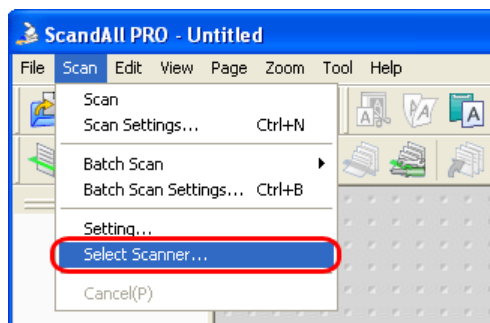 ScandAll PRO - Untitled
File Scan Edit View Page Zoom Tool Help
Scan
Scan Settings... Ctrl+N
Batch Scan
Batch Scan Settings... Ctrl+B
Setting...
Select Scanner...
Cancel(P)